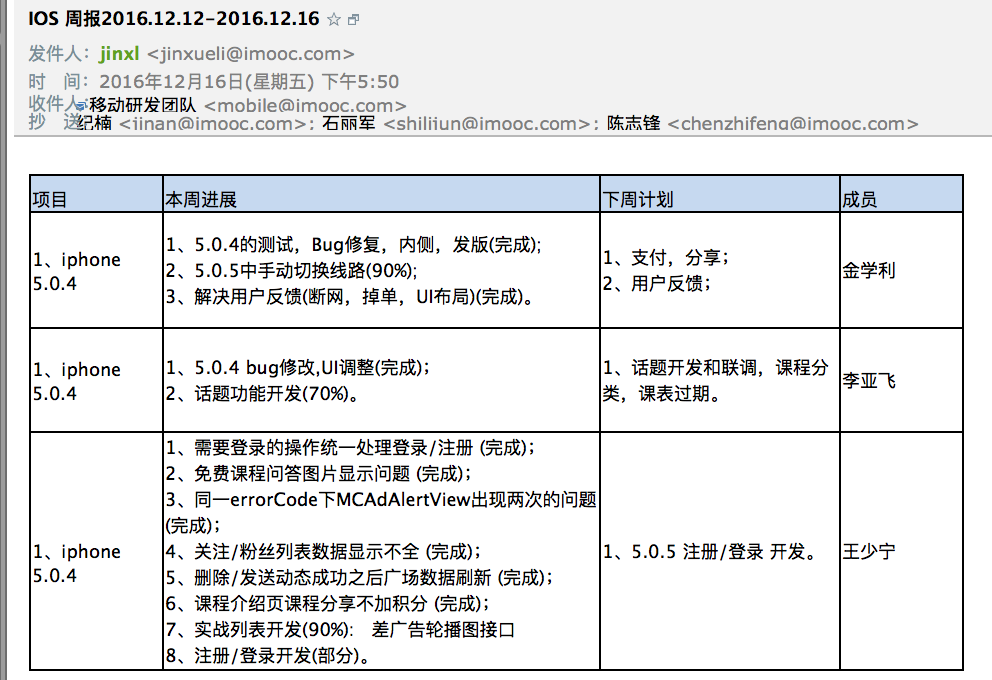 IOS 周报2016.12.12-2016.12.16
发件人：jinxl <jinxueli@imooc.com>
时 间：2016年12月16日(星期五) 下午5:50
收件人：移动研发团队 <mobile@imooc.com>
抄 送：纪楠 <jinan@imooc.com>; 石丽军 <shilijun@imooc.com>; 陈志锋 <chenzhifeng@imooc.com>
项目 本周进展 下周计划 成员
1、iphone
5.0.4
1、5.0.4的测试，Bug修复，内侧，发版(完成);
2、5.0.5中手动切换线路(90%);
3、解决用户反馈(断网，掉单，UI布局)(完成)。
1、支付，分享；
2、用户反馈；
金学利
1、iphone
5.0.4
1、5.0.4 bug修改,UI调整(完成)；
2、话题功能开发(70%)。
1、话题开发和联调，课程分
类，课表过期。
李亚飞
1、iphone
5.0.4
1、需要登录的操作统一处理登录/注册 (完成)；
2、免费课程问答图片显示问题 (完成)；
3、同一errorCode下MCAdAlertView出现两次的问题
(完成)；
4、关注/粉丝列表数据显示不全 (完成)；
5、删除/发送动态成功之后广场数据刷新 (完成)；
6、课程介绍页课程分享不加积分 (完成)；
7、实战列表开发(90%)： 差广告轮播图接口
8、注册/登录开发(部分)。
1、5.0.5 注册/登录 开发。
王少宁